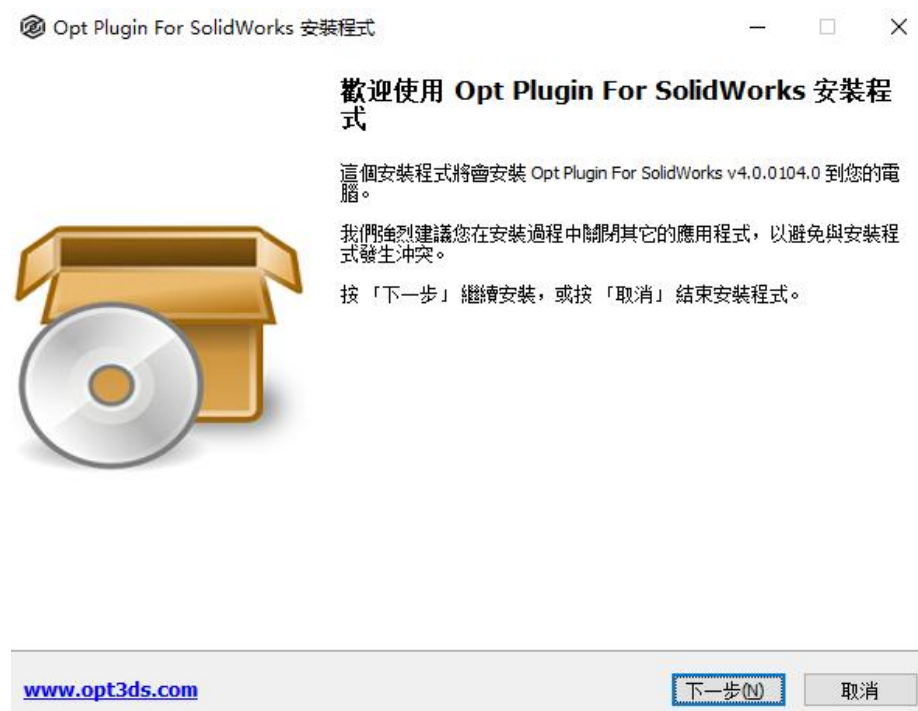 Opt Plugin For SolidWorks 安裝程式
歡迎使用 Opt Plugin For SolidWorks 安裝程
式
這個安裝程式將會安裝 Opt Plugin For SolidWorks v4.0.0104.0 到您的電
腦。
我們強烈建議您在安裝過程中關閉其它的應用程式，以避免與安裝程
式發生沖突。
按 「下一步」 繼續安裝，或按 「取消」 結束安裝程式。
www.opt3ds.com
下一步(N)
取消